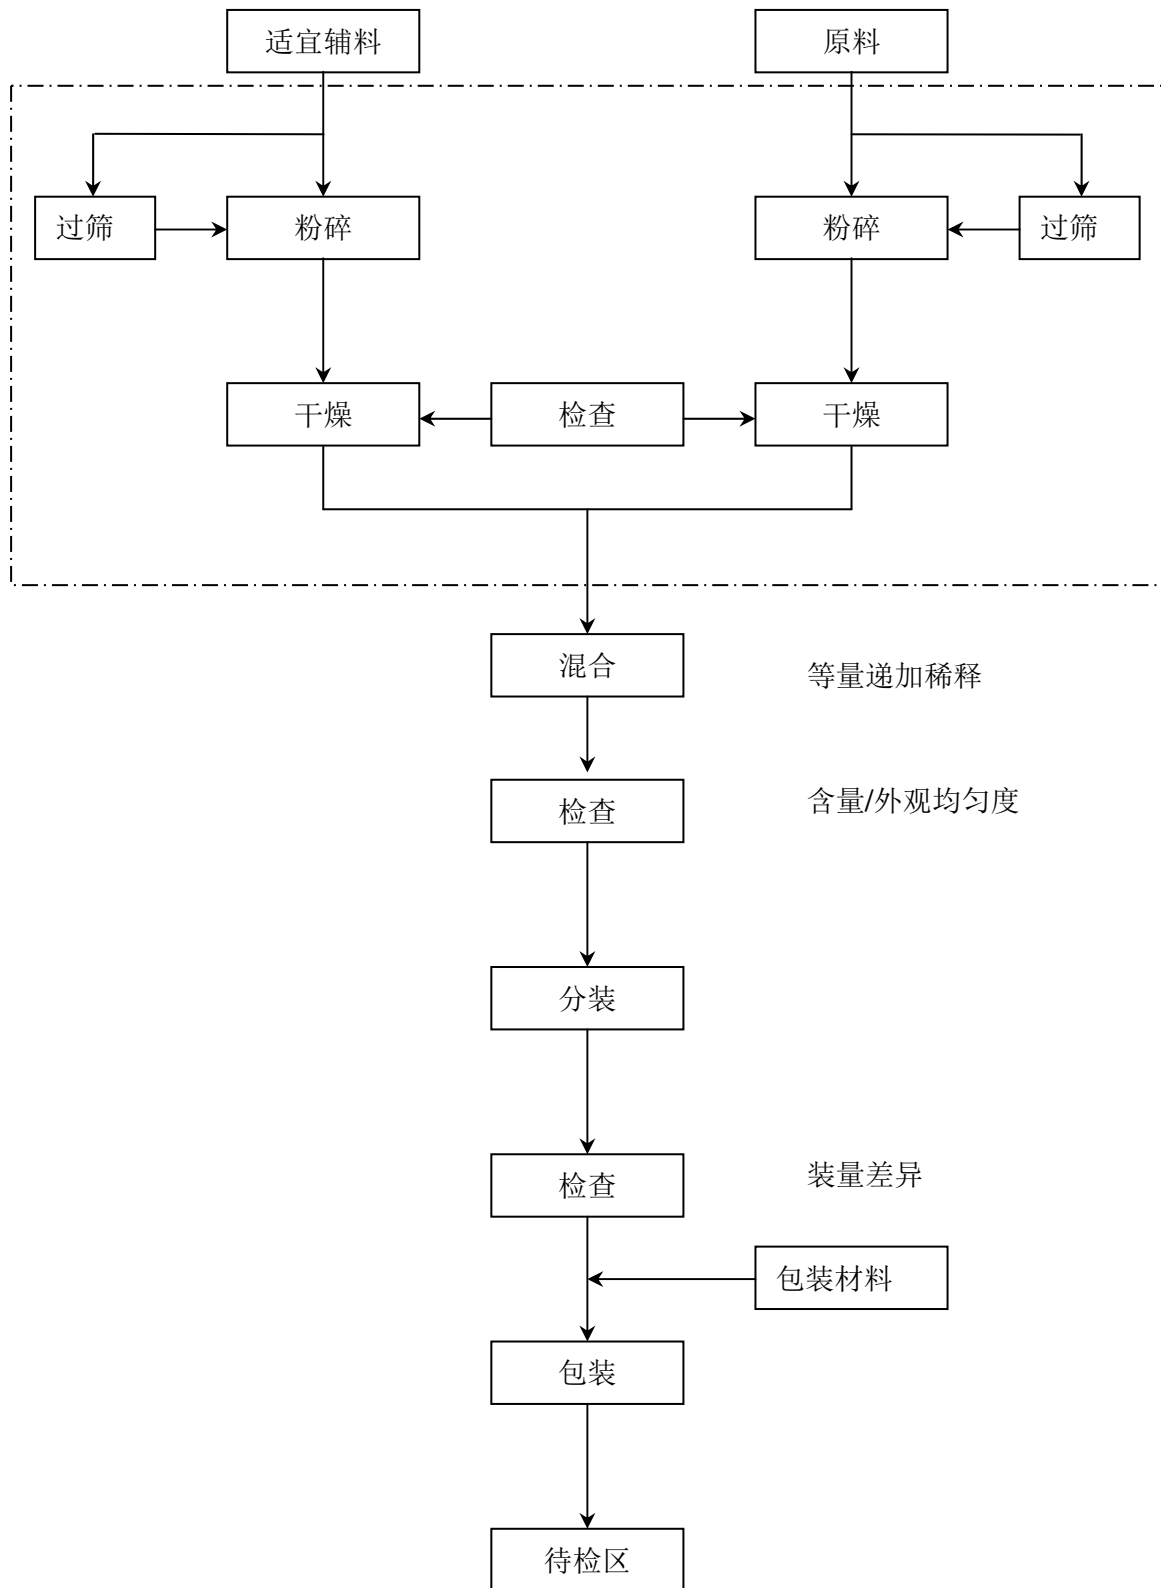 适宜辅料
原料
过筛
粉碎
粉碎
过筛
干燥
检查
干燥
混合
等量递加稀释
检查
含量/外观均匀度
分装
检查
装量差异
包装材料
包装
待检区